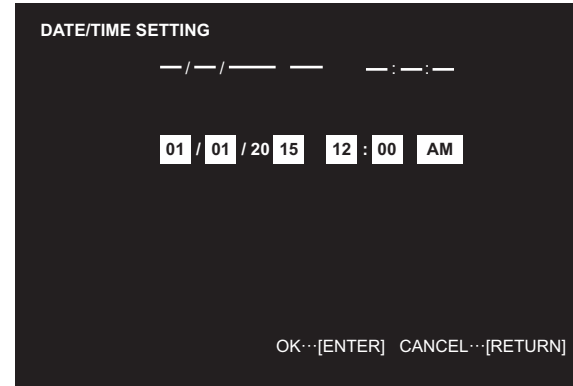 DATE/TIME SETTING
—/—/—— —— —:—:—
01 / 01 / 20 15 12 : 00 AM
OK···[ENTER] CANCEL···[RETURN]